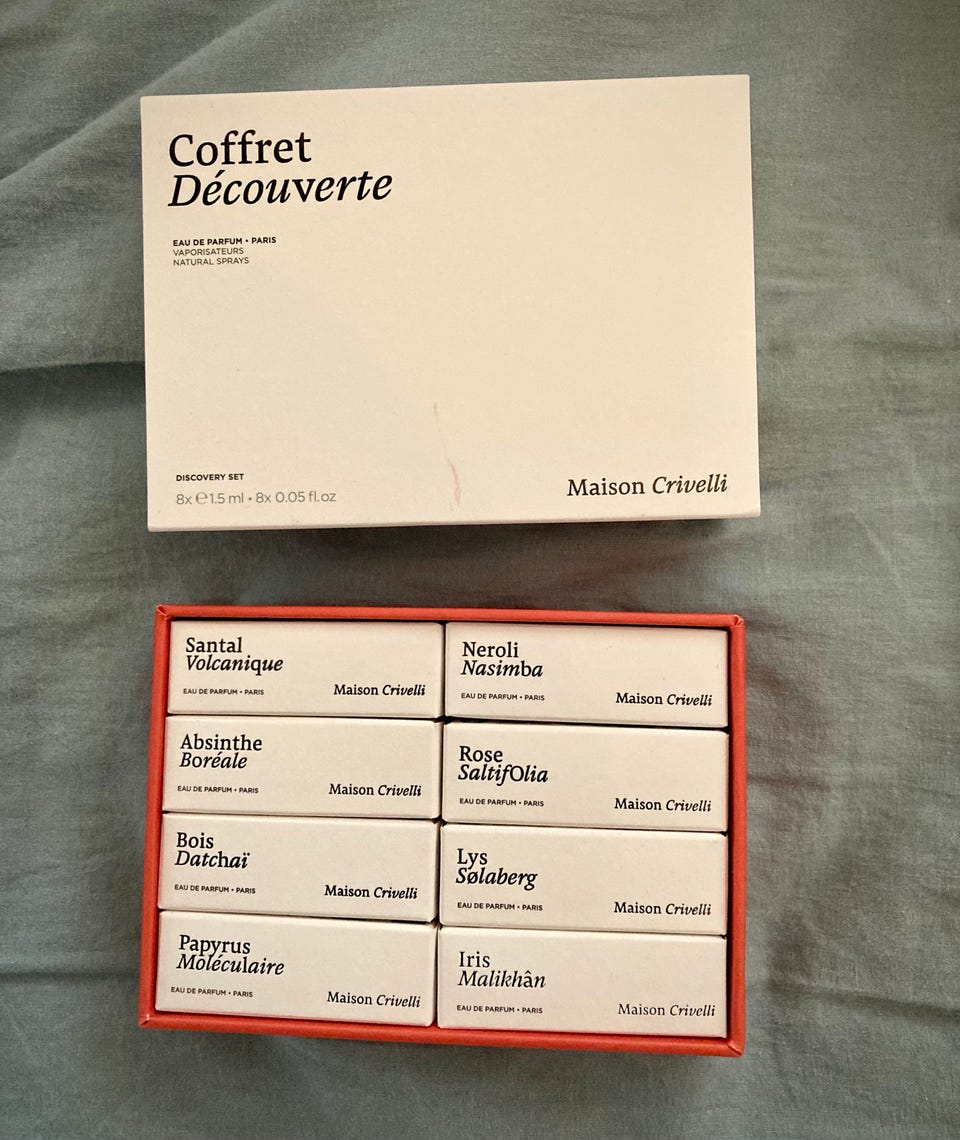 Coffret
Découverte
EAU DE PARFUM • PARIS
VAPORISATEURS
NATURAL SPRAYS
DISCOVERY SET
8x ℮ 1.5 ml • 8x 0.05 fl.oz
Maison Crivelli
Santal
Volcanique
EAU DE PARFUM • PARIS
Maison Crivelli
Neroli
Nasimba
EAU DE PARFUM • PARIS
Maison Crivelli
Absinthe
Boréale
EAU DE PARFUM • PARIS
Maison Crivelli
Rose
SaltifOlia
EAU DE PARFUM • PARIS
Maison Crivelli
Bois
Datchaï
EAU DE PARFUM • PARIS
Maison Crivelli
Lys
Sølaberg
EAU DE PARFUM • PARIS
Maison Crivelli
Papyrus
Moléculaire
EAU DE PARFUM • PARIS
Maison Crivelli
Iris
Malikhân
EAU DE PARFUM • PARIS
Maison Crivelli